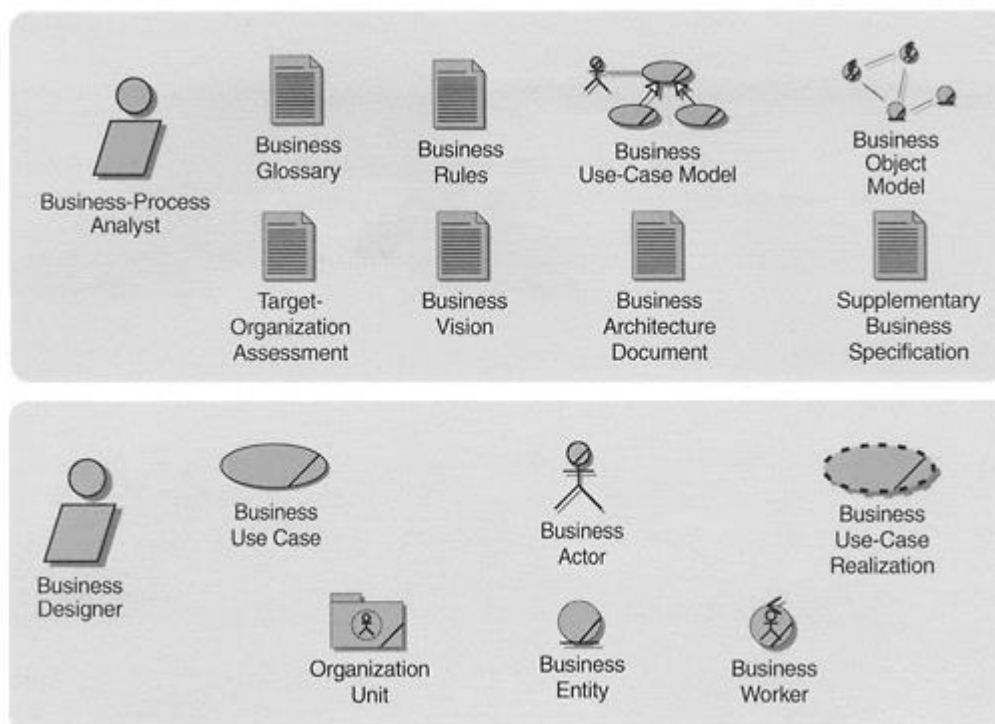 Business-Process
Analyst
Business
Glossary
Business
Rules
Business
Use-Case Model
Business
Object
Model
Target-
Organization
Assessment
Business
Vision
Business
Architecture
Document
Supplementary
Business
Specification
Business
Designer
Business
Use Case
Business
Actor
Business
Use-Case
Realization
Organization
Unit
Business
Entity
Business
Worker